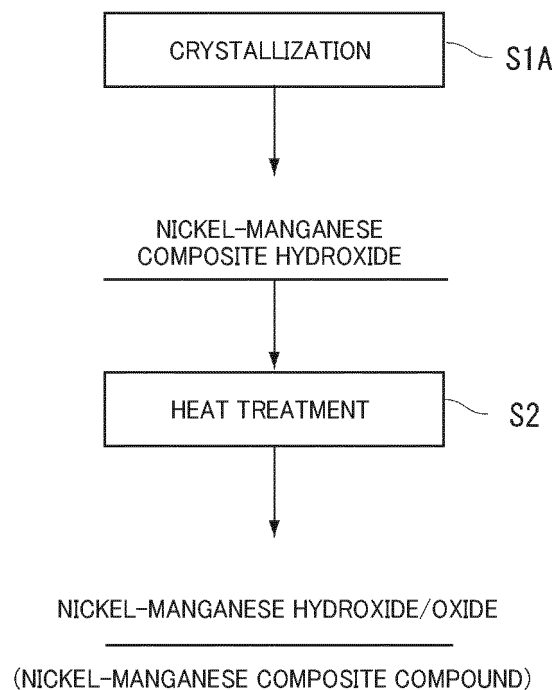 CRYSTALLIZATION
S1A
NICKEL-MANGANESE
COMPOSITE HYDROXIDE
HEAT TREATMENT
S2
NICKEL-MANGANESE HYDROXIDE/OXIDE
(NICKEL-MANGANESE COMPOSITE COMPOUND)